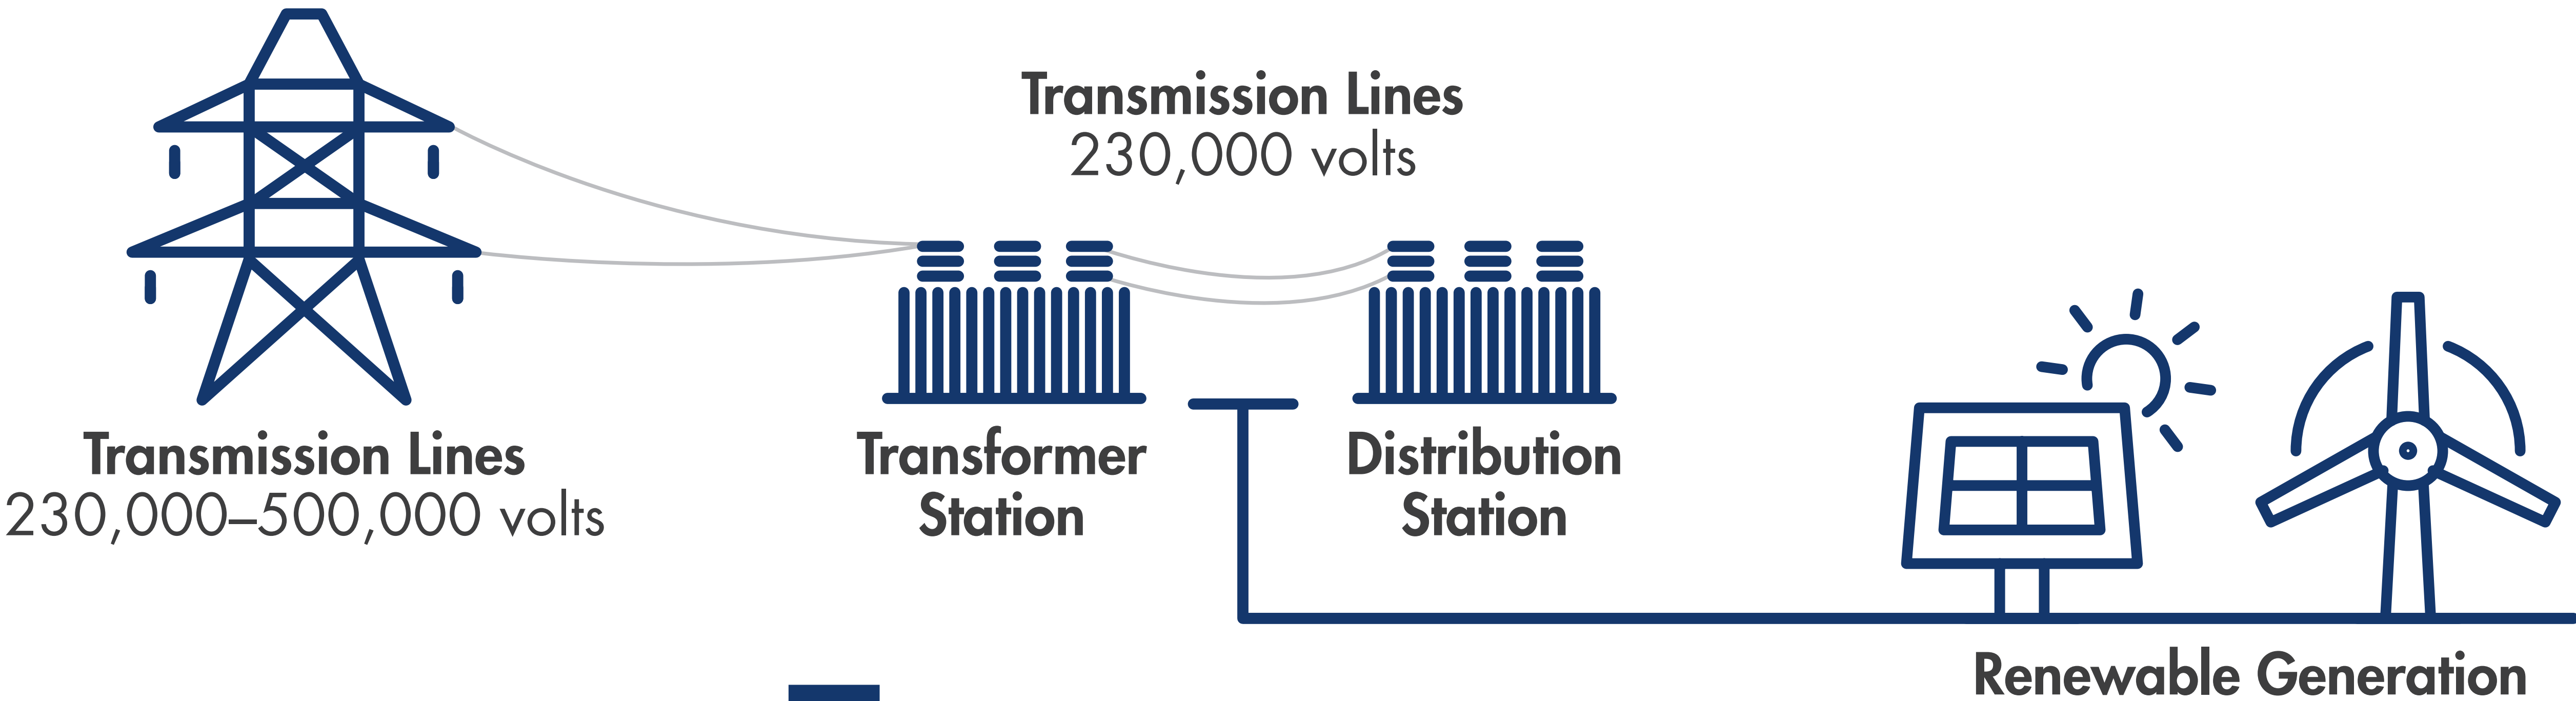 Transmission Lines
230,000 volts
Transmission Lines
230,000–500,000 volts
Transformer
Station
Distribution
Station
Renewable Generation